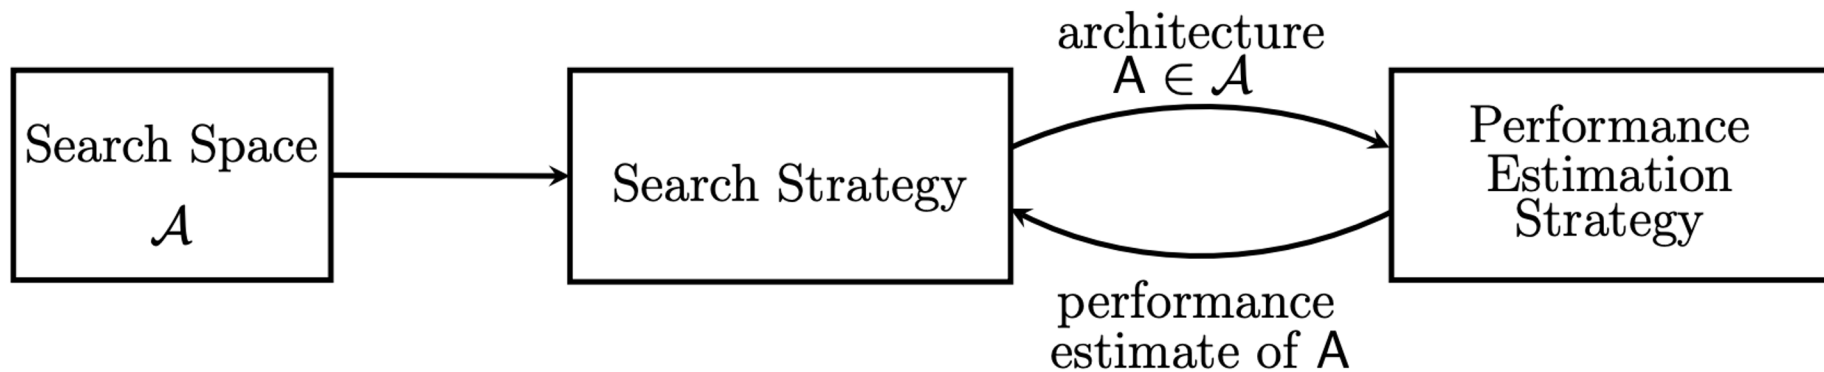 Search Space
𝒜
Search Strategy
architecture
A ∈ 𝒜
performance
estimate of A
Performance
Estimation
Strategy